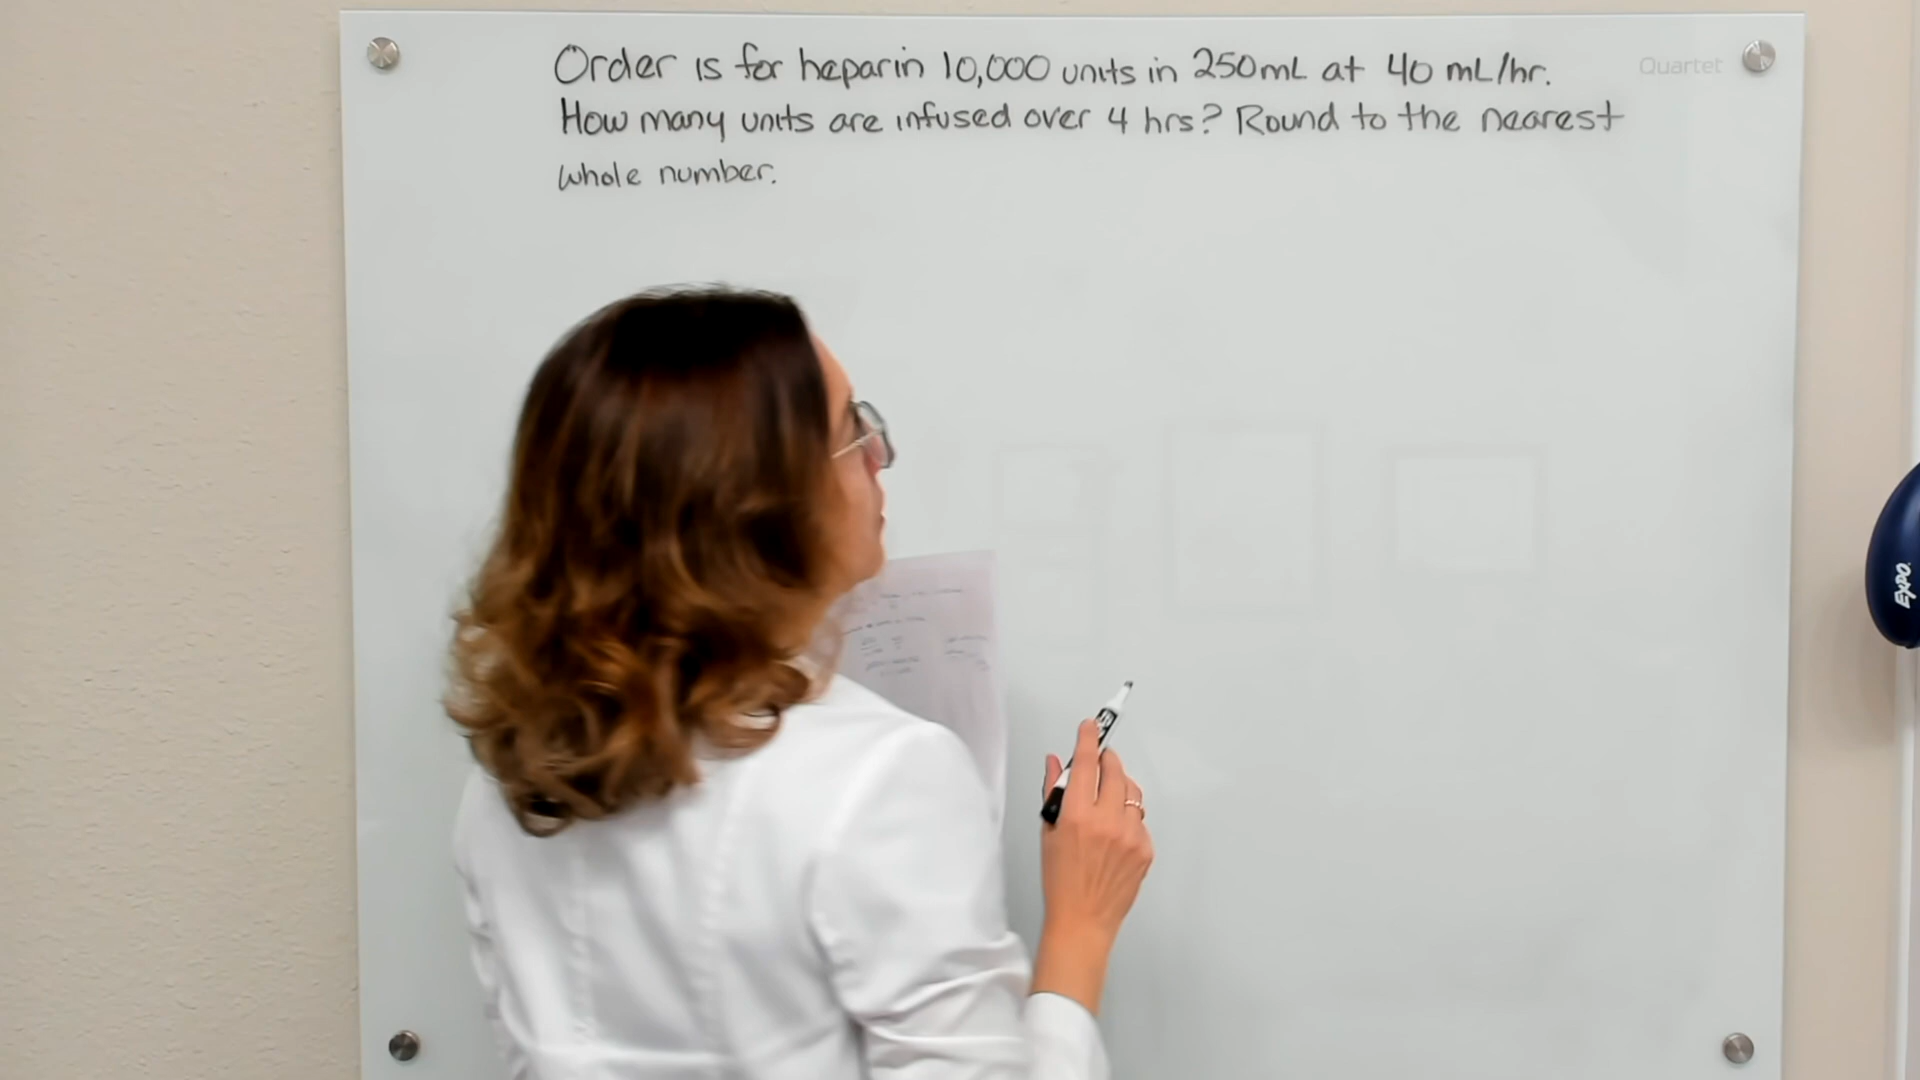 Order is for heparin 10,000 units in 250mL at 40 mL/hr.
Quartet
How many units are infused over 4 hrs? Round to the nearest
whole number.
EXPO